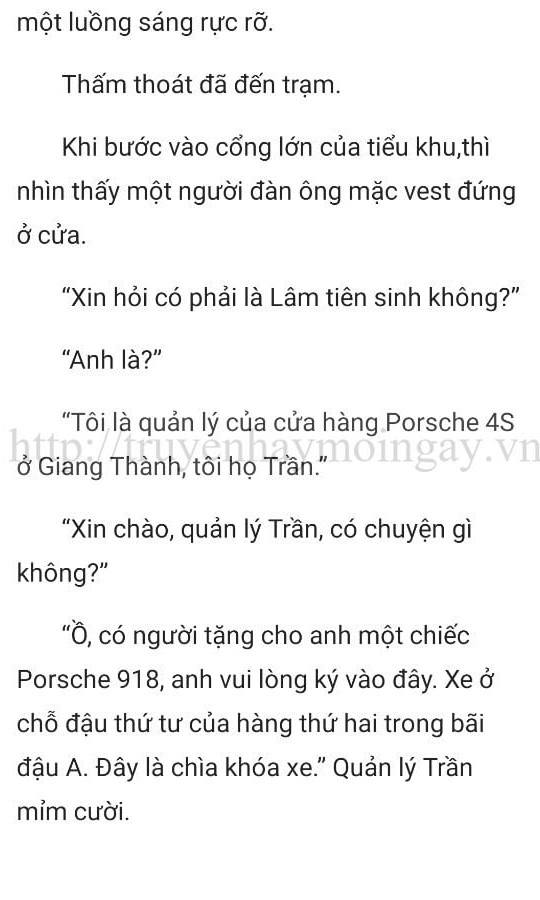 một luồng sáng rực rỡ.
Thấm thoát đã đến trạm.
Khi bước vào cổng lớn của tiểu khu,thì
nhìn thấy một người đàn ông mặc vest đứng
ở cửa.
“Xin hỏi có phải là Lâm tiên sinh không?”
“Anh là?”
“Tôi là quản lý của cửa hàng Porsche 4S
http://truyenhaymoingay.vn
ở Giang Thành, tôi họ Trần.”
“Xin chào, quản lý Trần, có chuyện gì
không?”
“Ồ, có người tặng cho anh một chiếc
Porsche 918, anh vui lòng ký vào đây. Xe ở
chỗ đậu thứ tư của hàng thứ hai trong bãi
đậu A. Đây là chìa khóa xe.” Quản lý Trần
mỉm cười.